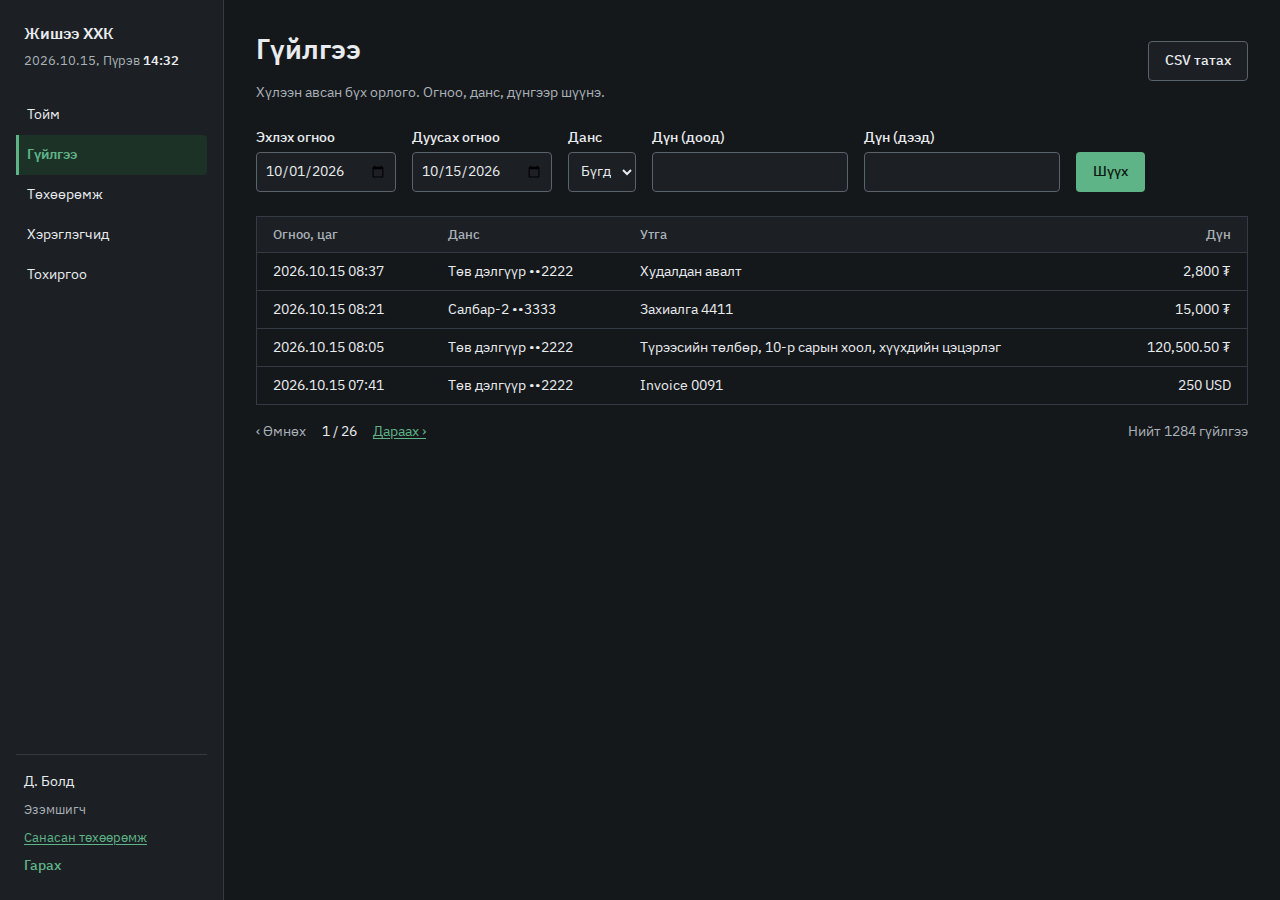 Жишээ ХХК
2026.10.15, Пүрэв 14:32
Тойм
Гүйлгээ
Төхөөрөмж
Хэрэглэгчид
Тохиргоо
Д. Болд
Эзэмшигч
Санасан төхөөрөмж
Гарах
Гүйлгээ
CSV татах
Хүлээн авсан бүх орлого. Огноо, данс, дүнгээр шүүнэ.
Эхлэх огноо Дуусах огноо Данс Дүн (доод) Дүн (дээд)
10/01/2026 10/15/2026 Бүгд Шүүх
Огноо, цаг Данс Утга Дүн
2026.10.15 08:37 Төв дэлгүүр ••2222 Худалдан авалт 2,800 ₮
2026.10.15 08:21 Салбар-2 ••3333 Захиалга 4411 15,000 ₮
2026.10.15 08:05 Төв дэлгүүр ••2222 Түрээсийн төлбөр, 10-р сарын хоол, хүүхдийн цэцэрлэг 120,500.50 ₮
2026.10.15 07:41 Төв дэлгүүр ••2222 Invoice 0091 250 USD
‹ Өмнөх 1 / 26 Дараах › Нийт 1284 гүйлгээ